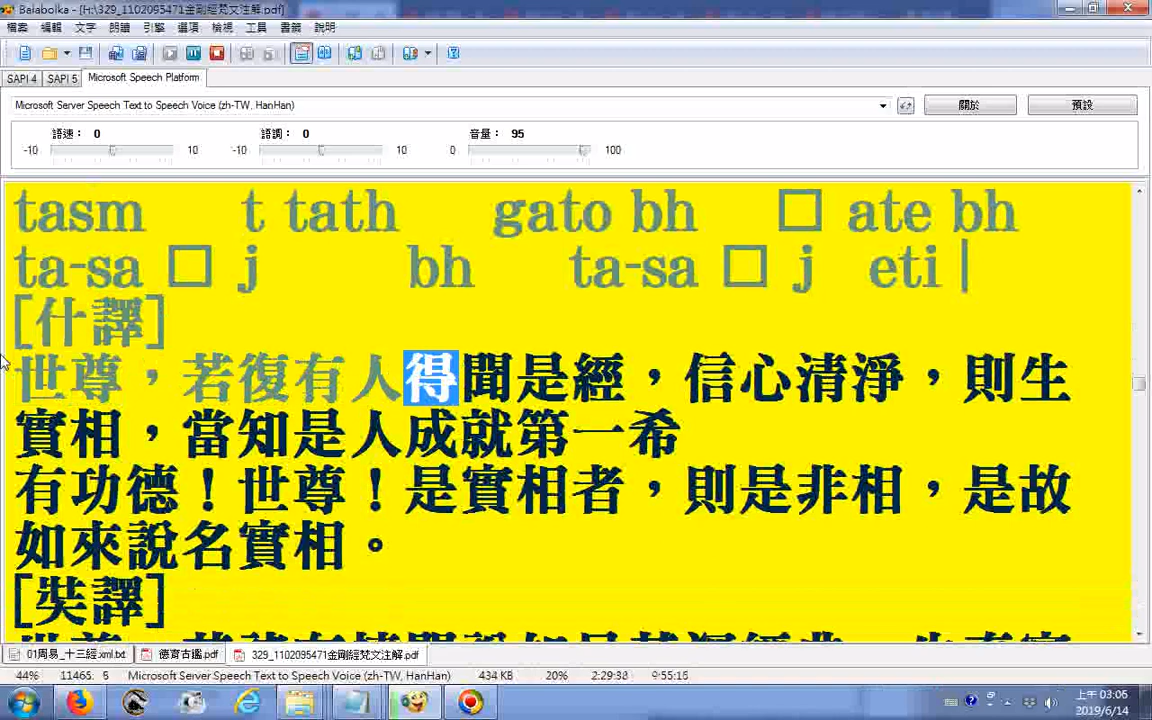 Balabolka - [H:\329_1102095471金剛經梵文注解.pdf]
檔案 編輯 文字 朗讀 引擎 選項 檢視 工具 書籤 說明
SAPI 4 SAPI 5 Microsoft Speech Platform
Microsoft Server Speech Text to Speech Voice (zh-TW, HanHan) 關於 預設
語速： 0 語調： 0 音量： 95
-10 10 -10 10 0 100
tasm t tath gato bh □ ate bh
ta-sa □ j bh ta-sa □ j eti |
[什譯]
世尊，若復有人得聞是經，信心清淨，則生
實相，當知是人成就第一希
有功德！世尊！是實相者，則是非相，是故
如來說名實相。
[奘譯]
01周易_十三經.xml.txt 德育古鑑.pdf 329_1102095471金剛經梵文注解.pdf
44% 11465: 5 Microsoft Server Speech Text to Speech Voice (zh-TW, HanHan) 434 KB 20% 2:29:38 9:55:15
上午 03:06
2019/6/14